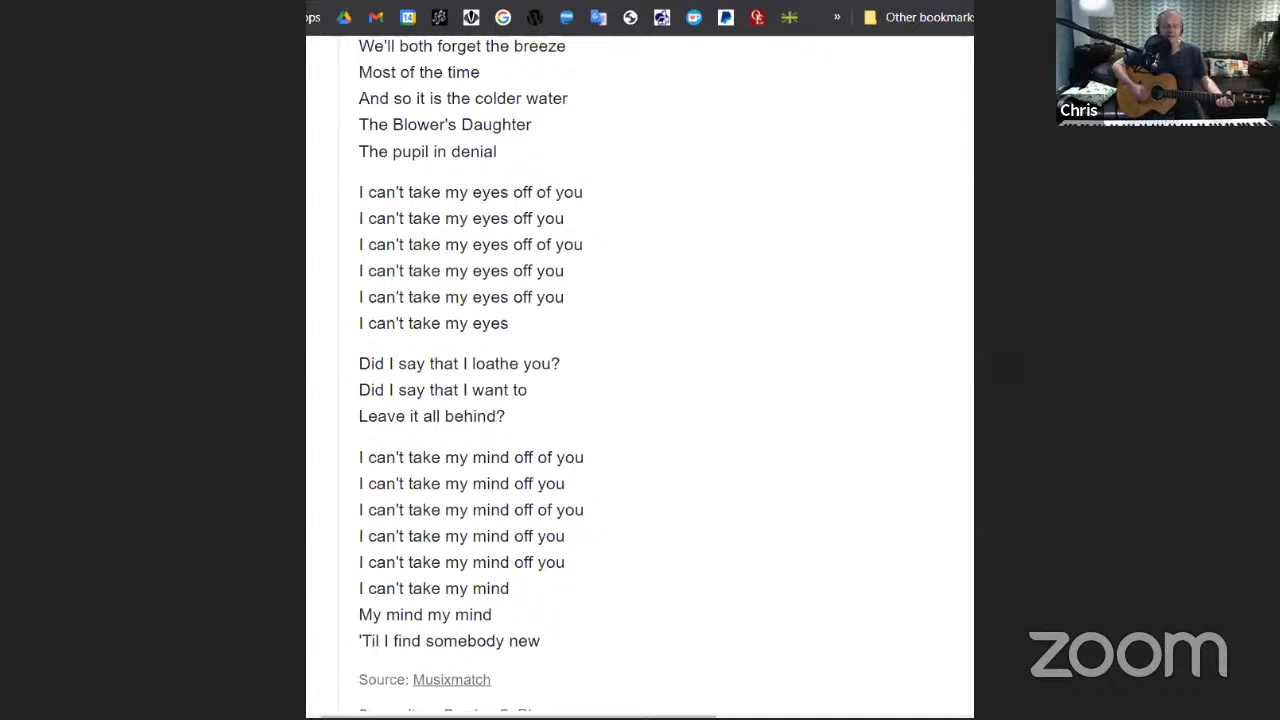 ops
Other bookmarks
We'll both forget the breeze
Most of the time
And so it is the colder water
The Blower's Daughter
The pupil in denial
I can't take my eyes off of you
I can't take my eyes off you
I can't take my eyes off of you
I can't take my eyes off you
I can't take my eyes off you
I can't take my eyes
Did I say that I loathe you?
Did I say that I want to
Leave it all behind?
I can't take my mind off of you
I can't take my mind off you
I can't take my mind off of you
I can't take my mind off you
I can't take my mind off you
I can't take my mind
My mind my mind
'Til I find somebody new
Source: Musixmatch
Chris
zoom